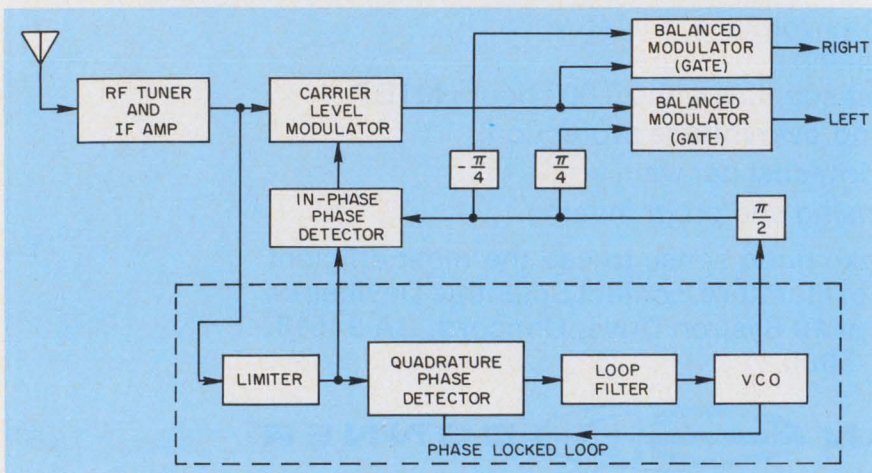 BALANCED
MODULATOR
(GATE)
RIGHT
RF TUNER
AND
IF AMP
CARRIER
LEVEL
MODULATOR
BALANCED
MODULATOR
(GATE)
LEFT
-π/4
π/4
IN-PHASE
PHASE
DETECTOR
π/2
LIMITER
QUADRATURE
PHASE
DETECTOR
LOOP
FILTER
VCO
PHASE LOCKED LOOP